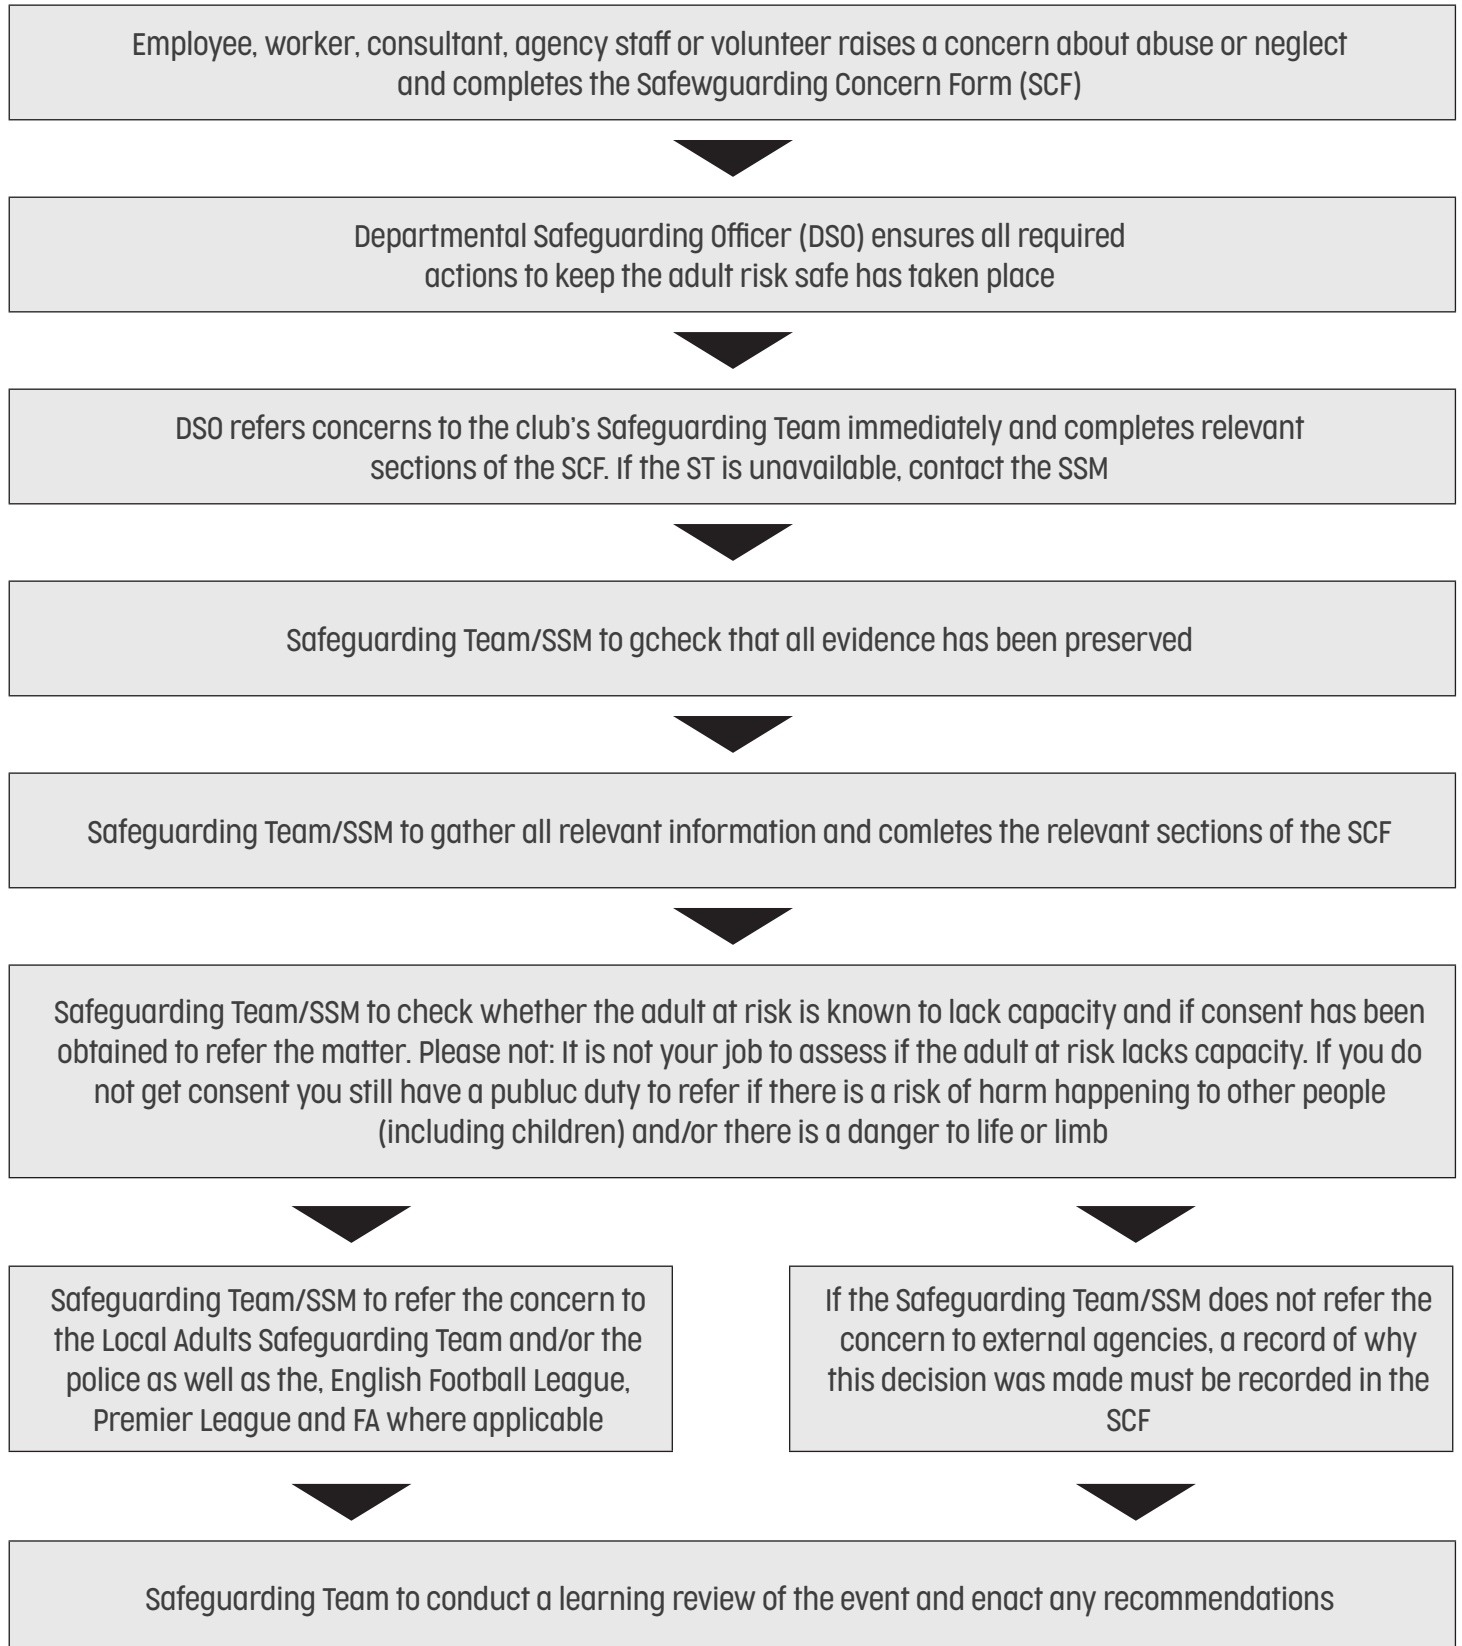 Employee, worker, consultant, agency staff or volunteer raises a concern about abuse or neglect
and completes the Safewguarding Concern Form (SCF)
Departmental Safeguarding Officer (DSO) ensures all required
actions to keep the adult risk safe has taken place
DSO refers concerns to the club's Safeguarding Team immediately and completes relevant
sections of the SCF. If the ST is unavailable, contact the SSM
Safeguarding Team/SSM to gcheck that all evidence has been preserved
Safeguarding Team/SSM to gather all relevant information and comletes the relevant sections of the SCF
Safeguarding Team/SSM to check whether the adult at risk is known to lack capacity and if consent has been
obtained to refer the matter. Please not: It is not your job to assess if the adult at risk lacks capacity. If you do
not get consent you still have a publuc duty to refer if there is a risk of harm happening to other people
(including children) and/or there is a danger to life or limb
Safeguarding Team/SSM to refer the concern to
the Local Adults Safeguarding Team and/or the
police as well as the, English Football League,
Premier League and FA where applicable
If the Safeguarding Team/SSM does not refer the
concern to external agencies, a record of why
this decision was made must be recorded in the
SCF
Safeguarding Team to conduct a learning review of the event and enact any recommendations